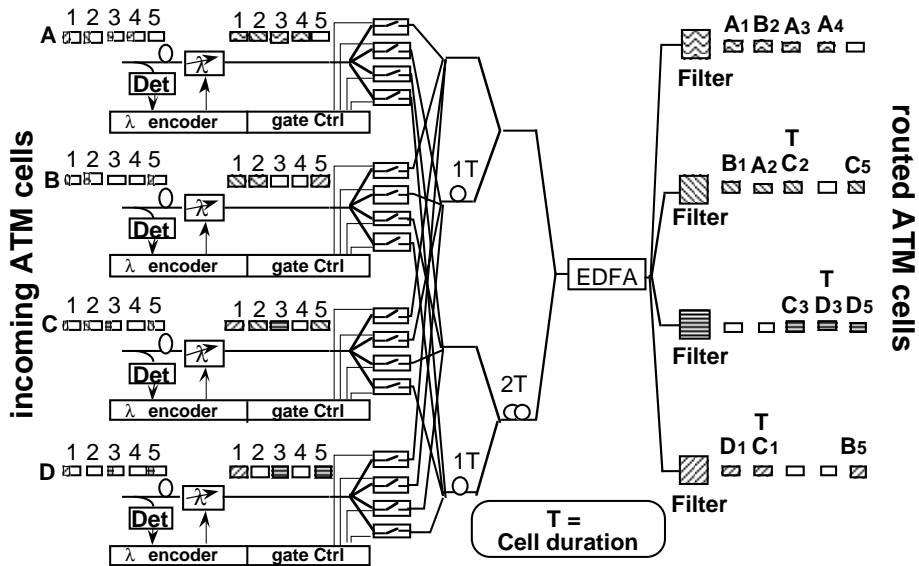 incoming ATM cells
A
1 2 3 4 5
1 2 3 4 5
λ
Det
λ encoder
gate Ctrl
B
1 2 3 4 5
1 2 3 4 5
λ
Det
λ encoder
gate Ctrl
C
1 2 3 4 5
1 2 3 4 5
λ
Det
λ encoder
gate Ctrl
D
1 2 3 4 5
1 2 3 4 5
λ
Det
λ encoder
gate Ctrl
1T
1T
2T
EDFA
T =
Cell duration
Filter
A1 B2 A3 A4
Filter
T
B1 A2 C2 C5
Filter
T
C3 D3 D5
Filter
T
D1 C1 B5
routed ATM cells